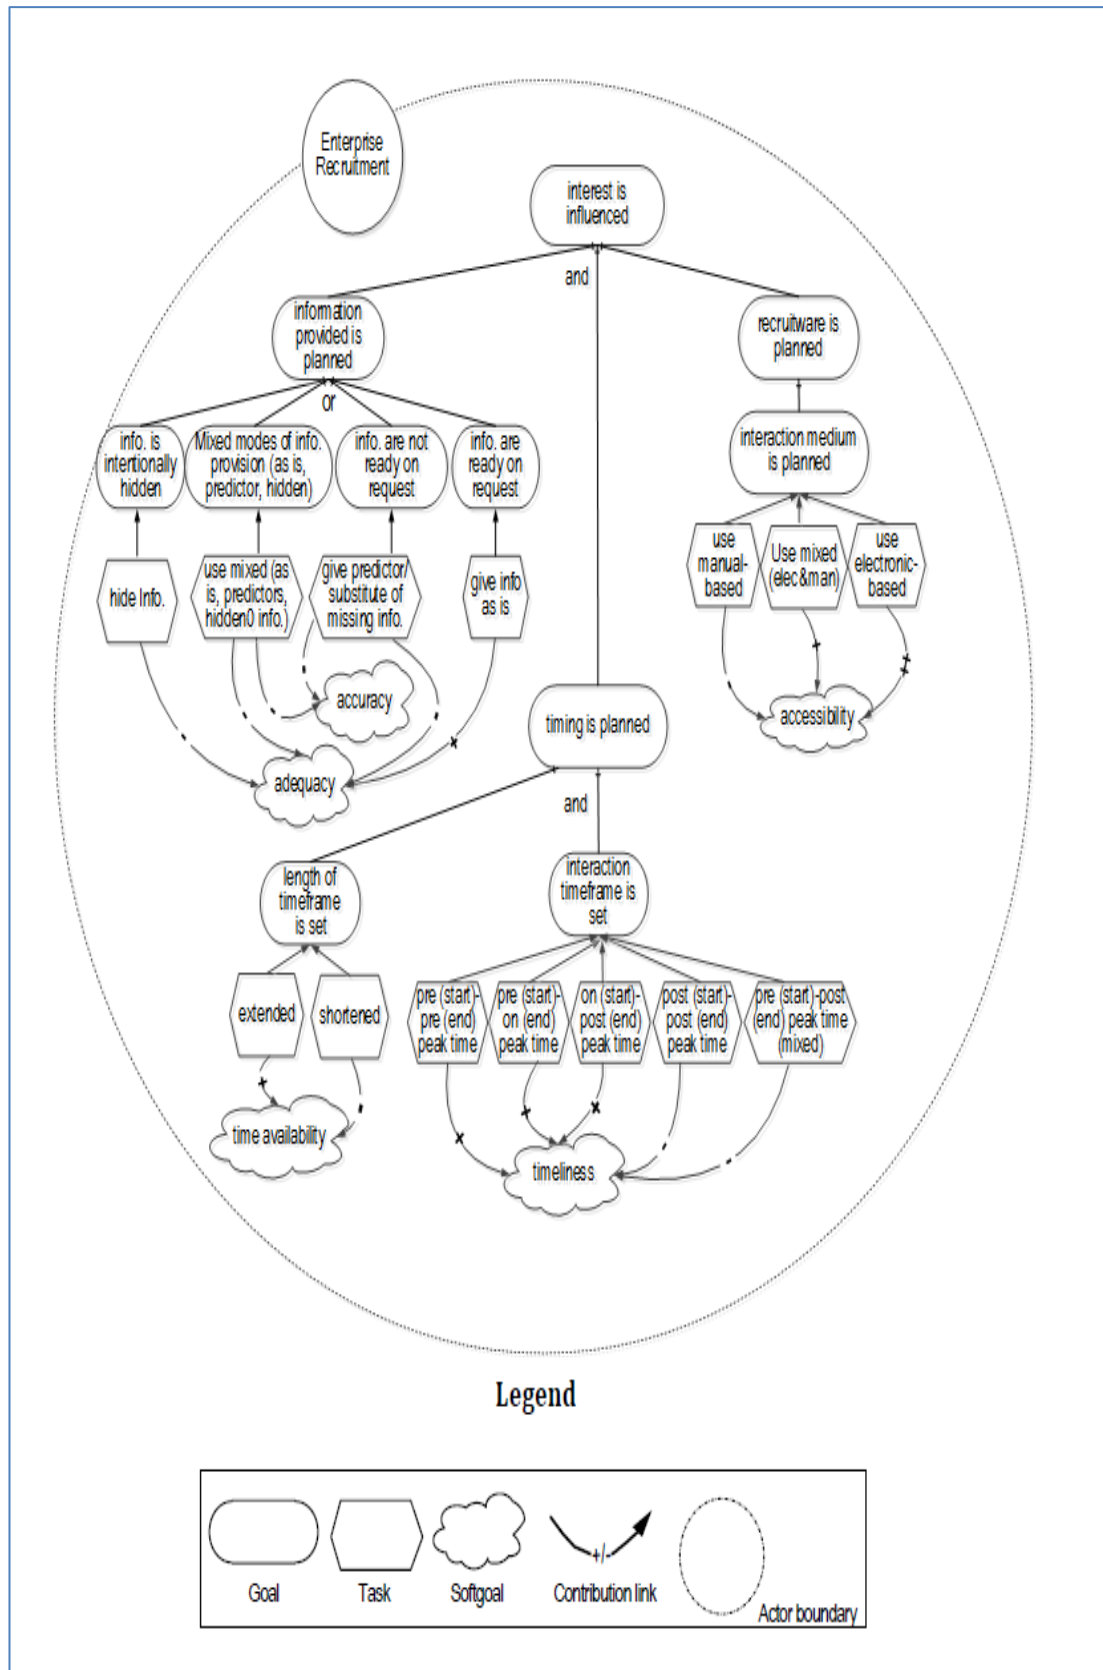 Enterprise
Recruitment
interest is
influenced
and
information
provided is
planned
recruitware is
planned
or
info. is
intentionally
hidden
Mixed modes of info.
provision (as is,
predictor, hidden)
info. are not
ready on
request
info. are
ready on
request
interaction medium
is planned
hide Info.
use mixed (as
is, predictors,
hidden0 info.)
give predictor/
substitute of
missing info.
give info
as is
use
manual-
based
Use mixed
(elec&man)
use
electronic-
based
-
-
-
-
-
+
-
+
++
accuracy
adequacy
accessibility
timing is planned
and
length of
timeframe
is set
interaction
timeframe is
set
extended
shortened
pre (start)-
pre (end)
peak time
pre (start)-
on (end)
peak time
on (start)-
post (end)
peak time
post (start)-
post (end)
peak time
pre (start)-post
(end) peak time
(mixed)
+
-
+
+
+
-
-
time availability
timeliness
Legend
+/-
Goal
Task
Softgoal
Contribution link
Actor boundary